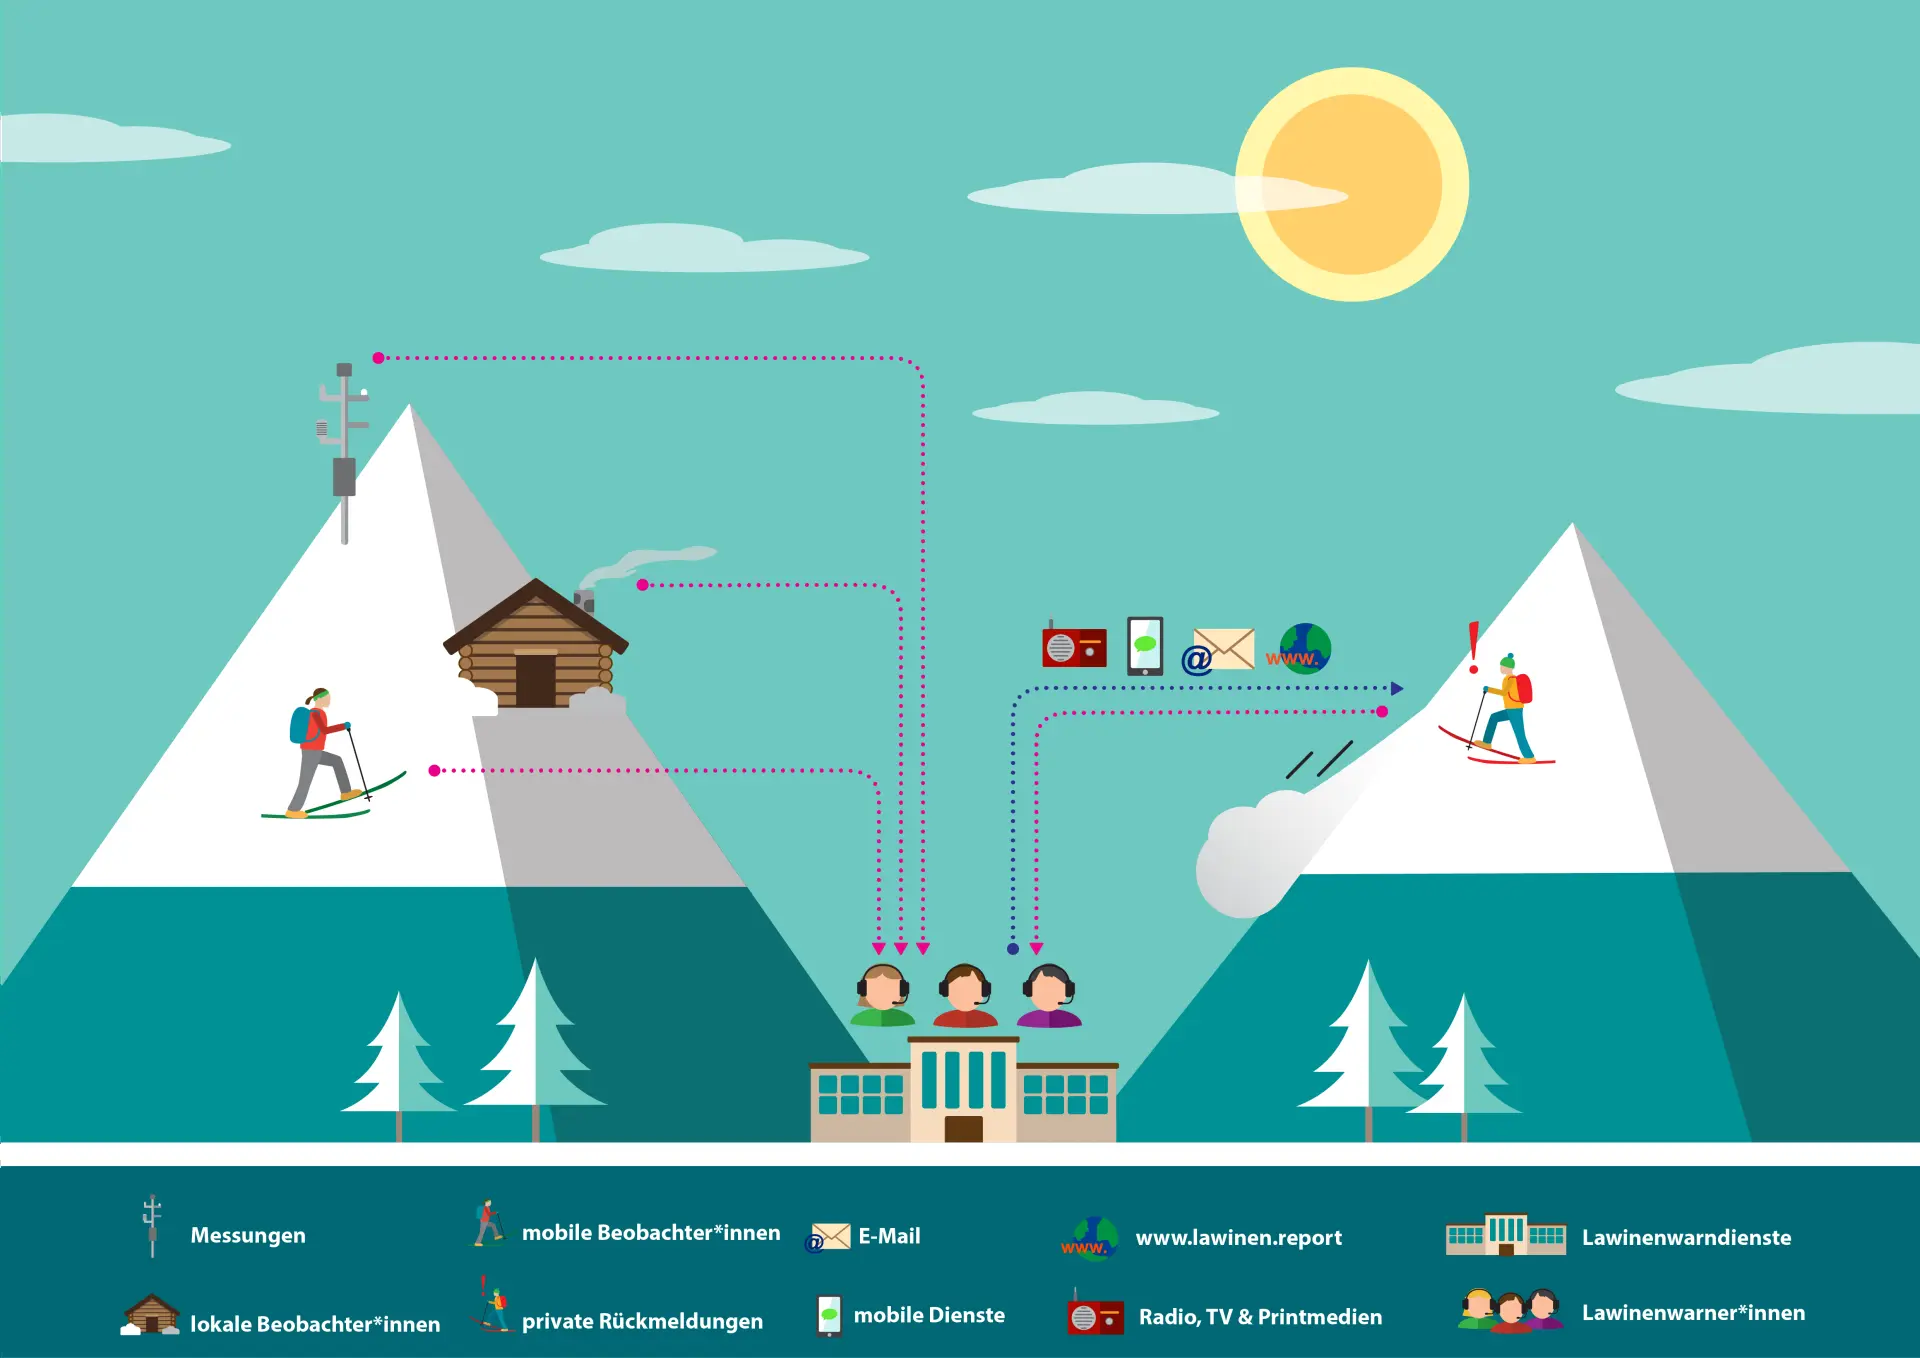 @
www.
Messungen
mobile Beobachter*innen
@
E-Mail
www.
www.lawinen.report
Lawinenwarndienste
lokale Beobachter*innen
private Rückmeldungen
mobile Dienste
Radio, TV & Printmedien
Lawinenwarner*innen